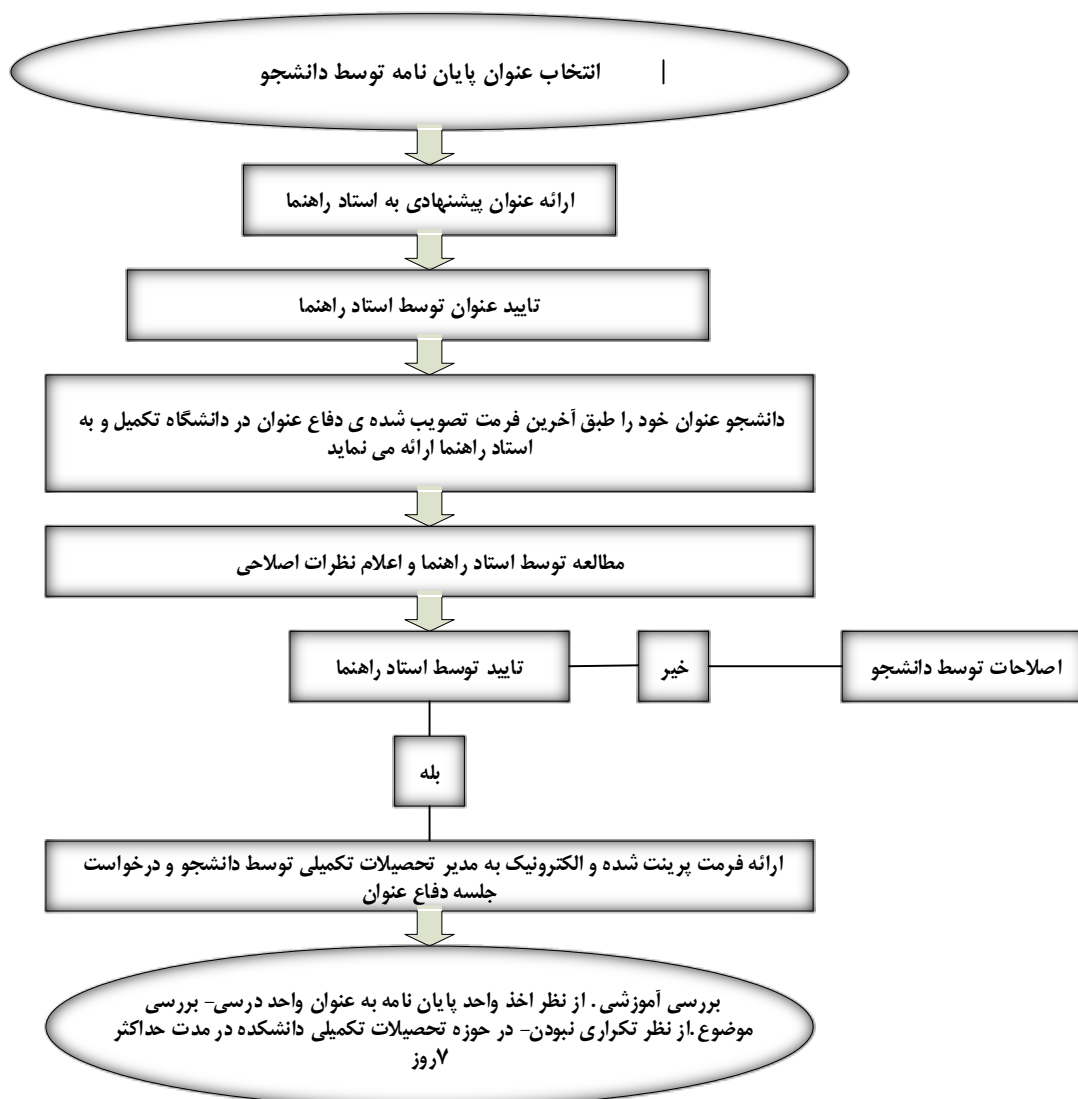 انتخاب عنوان پایان نامه توسط دانشجو
ارائه عنوان پیشنهادی به استاد راهنما
تایید عنوان توسط استاد راهنما
دانشجو عنوان خود را طبق آخرین فرمت تصویب شده ی دفاع عنوان در دانشگاه تکمیل و به
استاد راهنما ارائه می نماید
مطالعه توسط استاد راهنما و اعلام نظرات اصلاحی
تایید توسط استاد راهنما
خیر
اصلاحات توسط دانشجو
بله
ارائه فرمت پرینت شده و الکترونیک به مدیر تحصیلات تکمیلی توسط دانشجو و درخواست
جلسه دفاع عنوان
بررسی آموزشی . از نظر اخذ واحد پایان نامه به عنوان واحد درسی- بررسی
موضوع .از نظر تکراری نبودن- در حوزه تحصیلات تکمیلی دانشکده در مدت حداکثر
۷روز